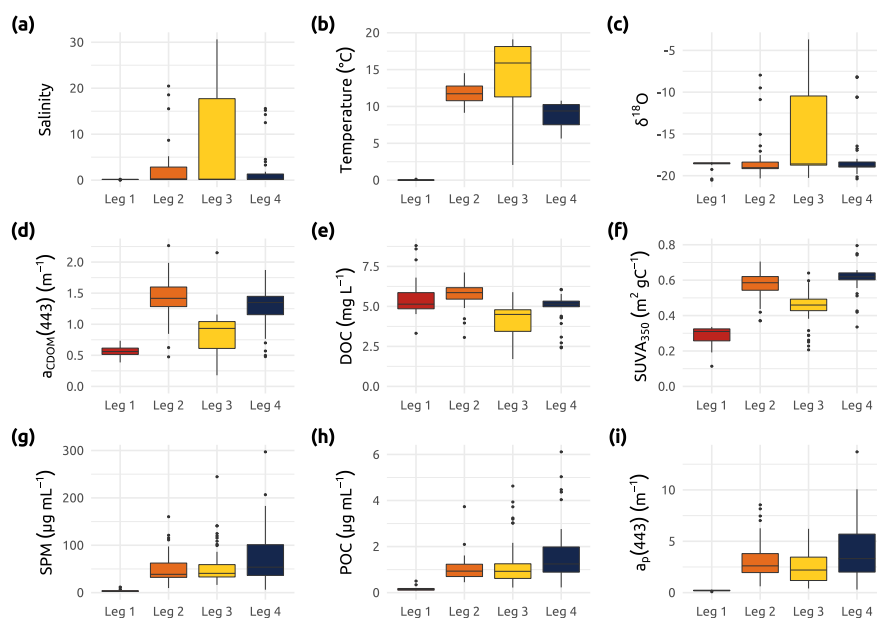 (a) (b) (c)
Salinity
30
20
10
0
Leg 1 Leg 2 Leg 3 Leg 4
Temperature (°C)
20
15
10
5
0
Leg 1 Leg 2 Leg 3 Leg 4
δ¹⁸O
-5
-10
-15
-20
Leg 1 Leg 2 Leg 3 Leg 4
(d) (e) (f)
a_CDOM(443) (m⁻¹)
2.0
1.5
1.0
0.5
0.0
Leg 1 Leg 2 Leg 3 Leg 4
DOC (mg L⁻¹)
7.5
5.0
2.5
0.0
Leg 1 Leg 2 Leg 3 Leg 4
SUVA₃₅₀ (m² gC⁻¹)
0.8
0.6
0.4
0.2
0.0
Leg 1 Leg 2 Leg 3 Leg 4
(g) (h) (i)
SPM (µg mL⁻¹)
300
200
100
50
0
Leg 1 Leg 2 Leg 3 Leg 4
POC (µg mL⁻¹)
6
4
2
1
0
Leg 1 Leg 2 Leg 3 Leg 4
aₚ(443) (m⁻¹)
10
5
0
Leg 1 Leg 2 Leg 3 Leg 4